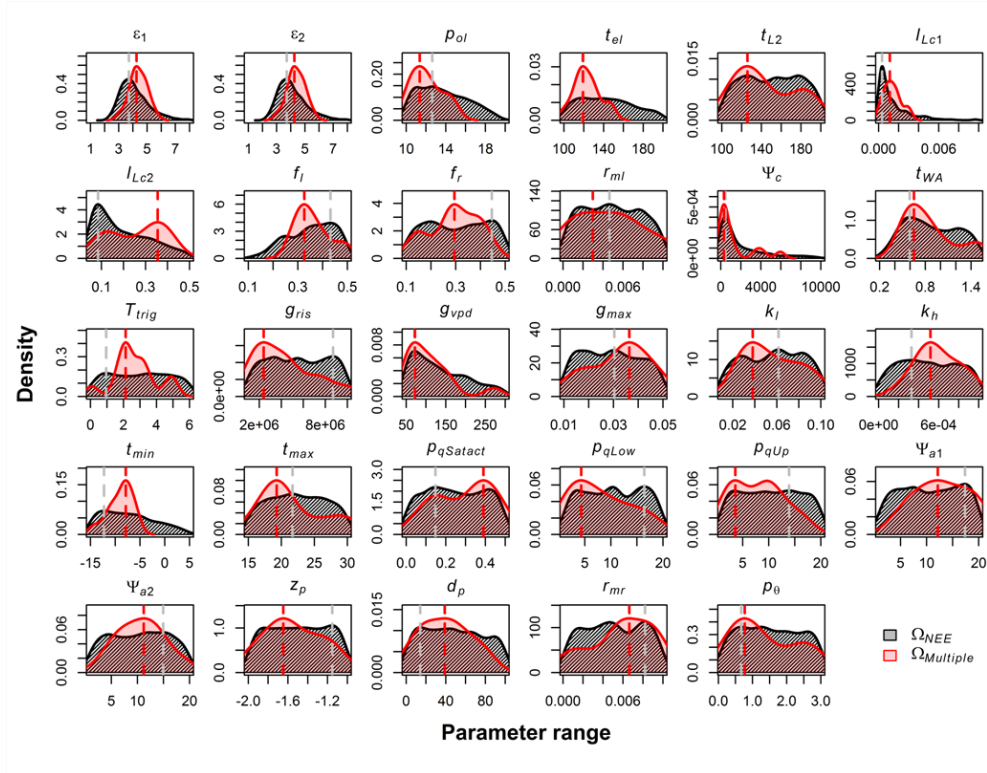 ε1 ε2 pol tel tL2 lLc1
0.0 0.4
1 3 5 7
0.0 0.4
1 3 5 7
0.00 0.20
10 14 18
0.00 0.03
100 160 200
0.000 0.015
100 140 180
0 400
0.000 0.006
lLc2 fl fr rml Ψc tWA
0 2 4
0.1 0.3 0.5
0 2 4 6
0.1 0.3 0.5
0 1 2 3 4
0.1 0.3 0.5
0 60 100 140
0.000 0.006
0e+00 5e-04
0 4000 10000
0.0 1.0
0.2 0.6 1.4
Ttrig gris gvpd gmax kl kh
0.0 0.3
0 2 4 6
0.0e+00
2e+06 8e+06
0.000 0.008
50 150 300
0 20 40
0.01 0.03 0.05
0 10
0.02 0.06 0.10
0 1000
0e+00 6e-04
tmin tmax pqSatact pqLow pqUp Ψa1
0.00 0.15
-15 -5 0 5
0.00 0.08
15 20 25 30
0.0 1.5 3.0
0.0 0.2 0.4
0.00 0.06
5 10 20
0.00 0.06
5 10 20
0.00 0.06
5 10 20
Ψa2 zp dp rmr pθ
0.00 0.06
5 10 20
0.0 1.0
-2.0 -1.6 -1.2
0.000 0.015
0 40 80
0 100
0.000 0.006
0.0 0.3
0.0 1.0 2.0 3.0
ΩNEE
ΩMultiple
Density
Parameter range